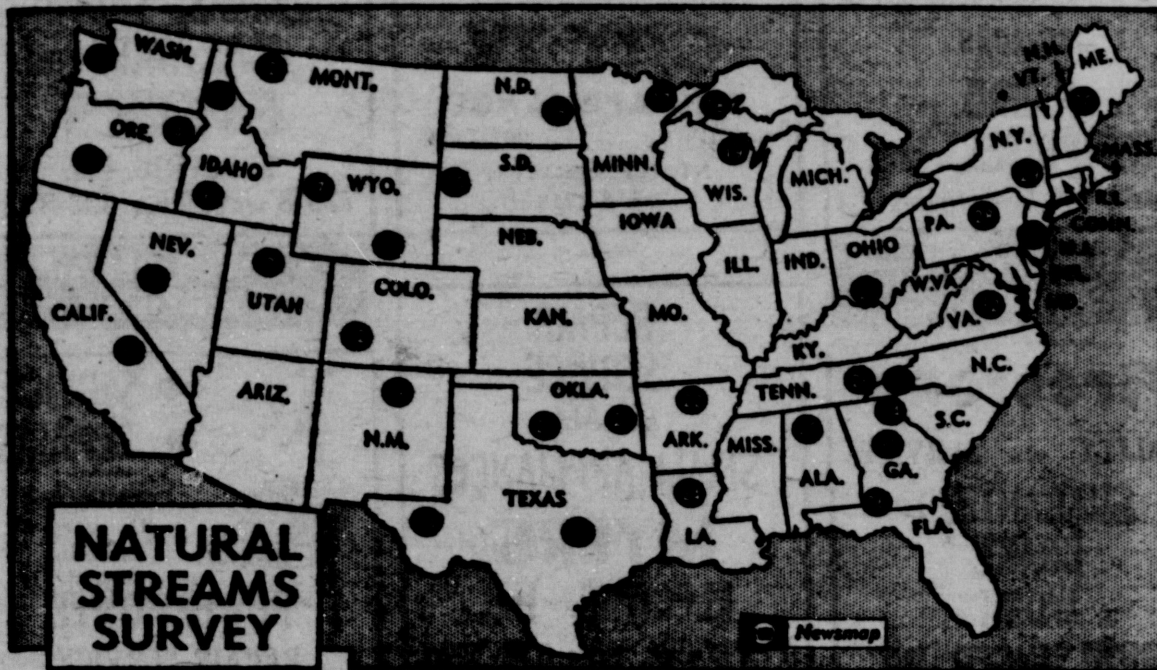 WASH.
MONT.
N.D.
N.H.
VT.
ME.
ORE.
IDAHO
WYO.
S.D.
MINN.
WIS.
MICH.
N.Y.
MASS.
R.I.
CONN.
NEV.
UTAH
COLO.
NEB.
IOWA
ILL.
IND.
OHIO
PA.
W.VA.
VA.
MD.
CALIF.
ARIZ.
N.M.
KAN.
MO.
KY.
OKLA.
ARK.
TENN.
N.C.
S.C.
MISS.
ALA.
GA.
TEXAS
LA.
FLA.
NATURAL
STREAMS
SURVEY
Newsmap